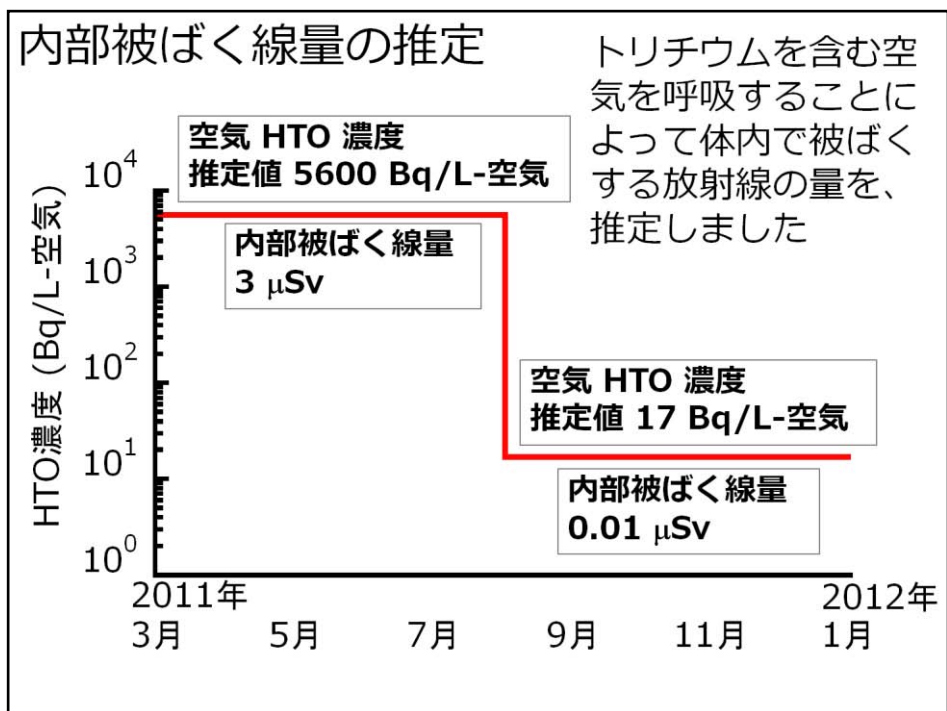 内部被ばく線量の推定
トリチウムを含む空
気を呼吸することに
よって体内で被ばく
する放射線の量を、
推定しました
空気 HTO 濃度
推定値 5600 Bq/L-空気
内部被ばく線量
3 μSv
空気 HTO 濃度
推定値 17 Bq/L-空気
内部被ばく線量
0.01 μSv
HTO濃度 (Bq/L-空気)
10⁴
10³
10²
10¹
10⁰
2011年 2012年
3月 5月 7月 9月 11月 1月